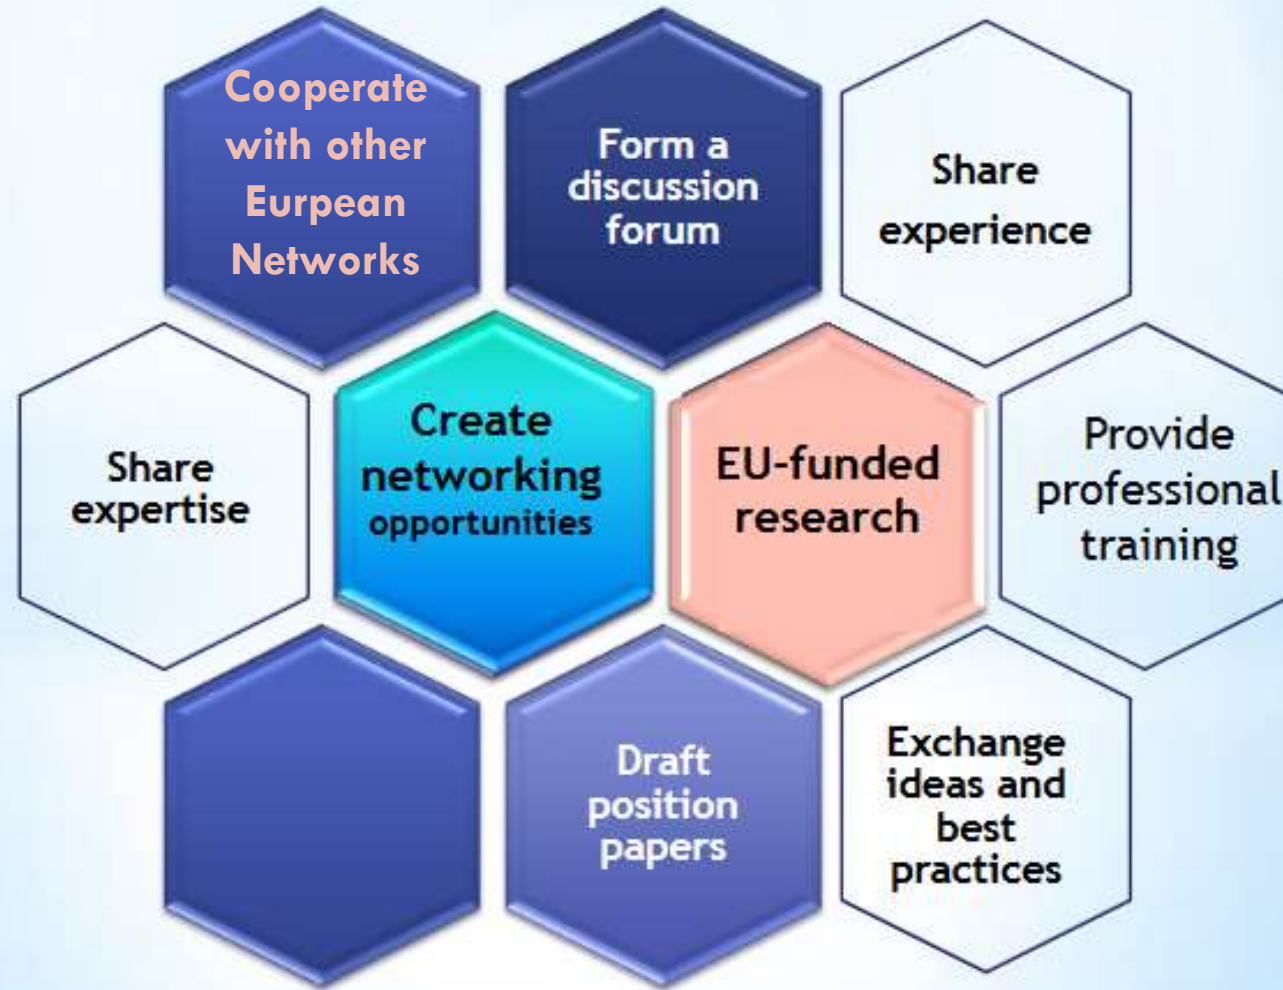 Cooperate
with other
Eurpean
Networks
Form a
discussion
forum
Share
experience
Share
expertise
Create
networking
opportunities
EU-funded
research
Provide
professional
training
Draft
position
papers
Exchange
ideas and
best
practices